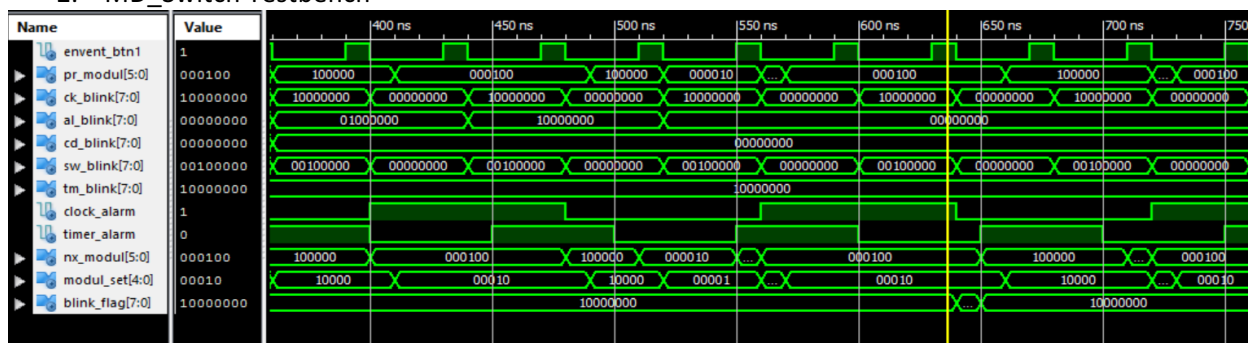 2. MD_Switch Testbench
Name Value 400 ns 450 ns 500 ns 550 ns 600 ns 650 ns 700 ns 750
envent_btn1 1
pr_modul[5:0] 000100 100000 000100 100000 000010 ... 000100 100000 ... 000100
ck_blink[7:0] 10000000 10000000 00000000 10000000 00000000 10000000 00000000 10000000 00000000 10000000 00000000
al_blink[7:0] 00000000 01000000 10000000 00000000
cd_blink[7:0] 00000000 00000000
sw_blink[7:0] 00100000 00100000 00000000 00100000 00000000 00100000 00000000 00100000 00000000 00100000 00000000
tm_blink[7:0] 10000000 10000000
clock_alarm 1
timer_alarm 0
nx_modul[5:0] 000100 100000 000100 100000 000010 ... 000100 100000 ... 000100
modul_set[4:0] 00010 10000 00010 10000 00001 ... 00010 10000 ... 00010
blink_flag[7:0] 10000000 10000000 ... 10000000